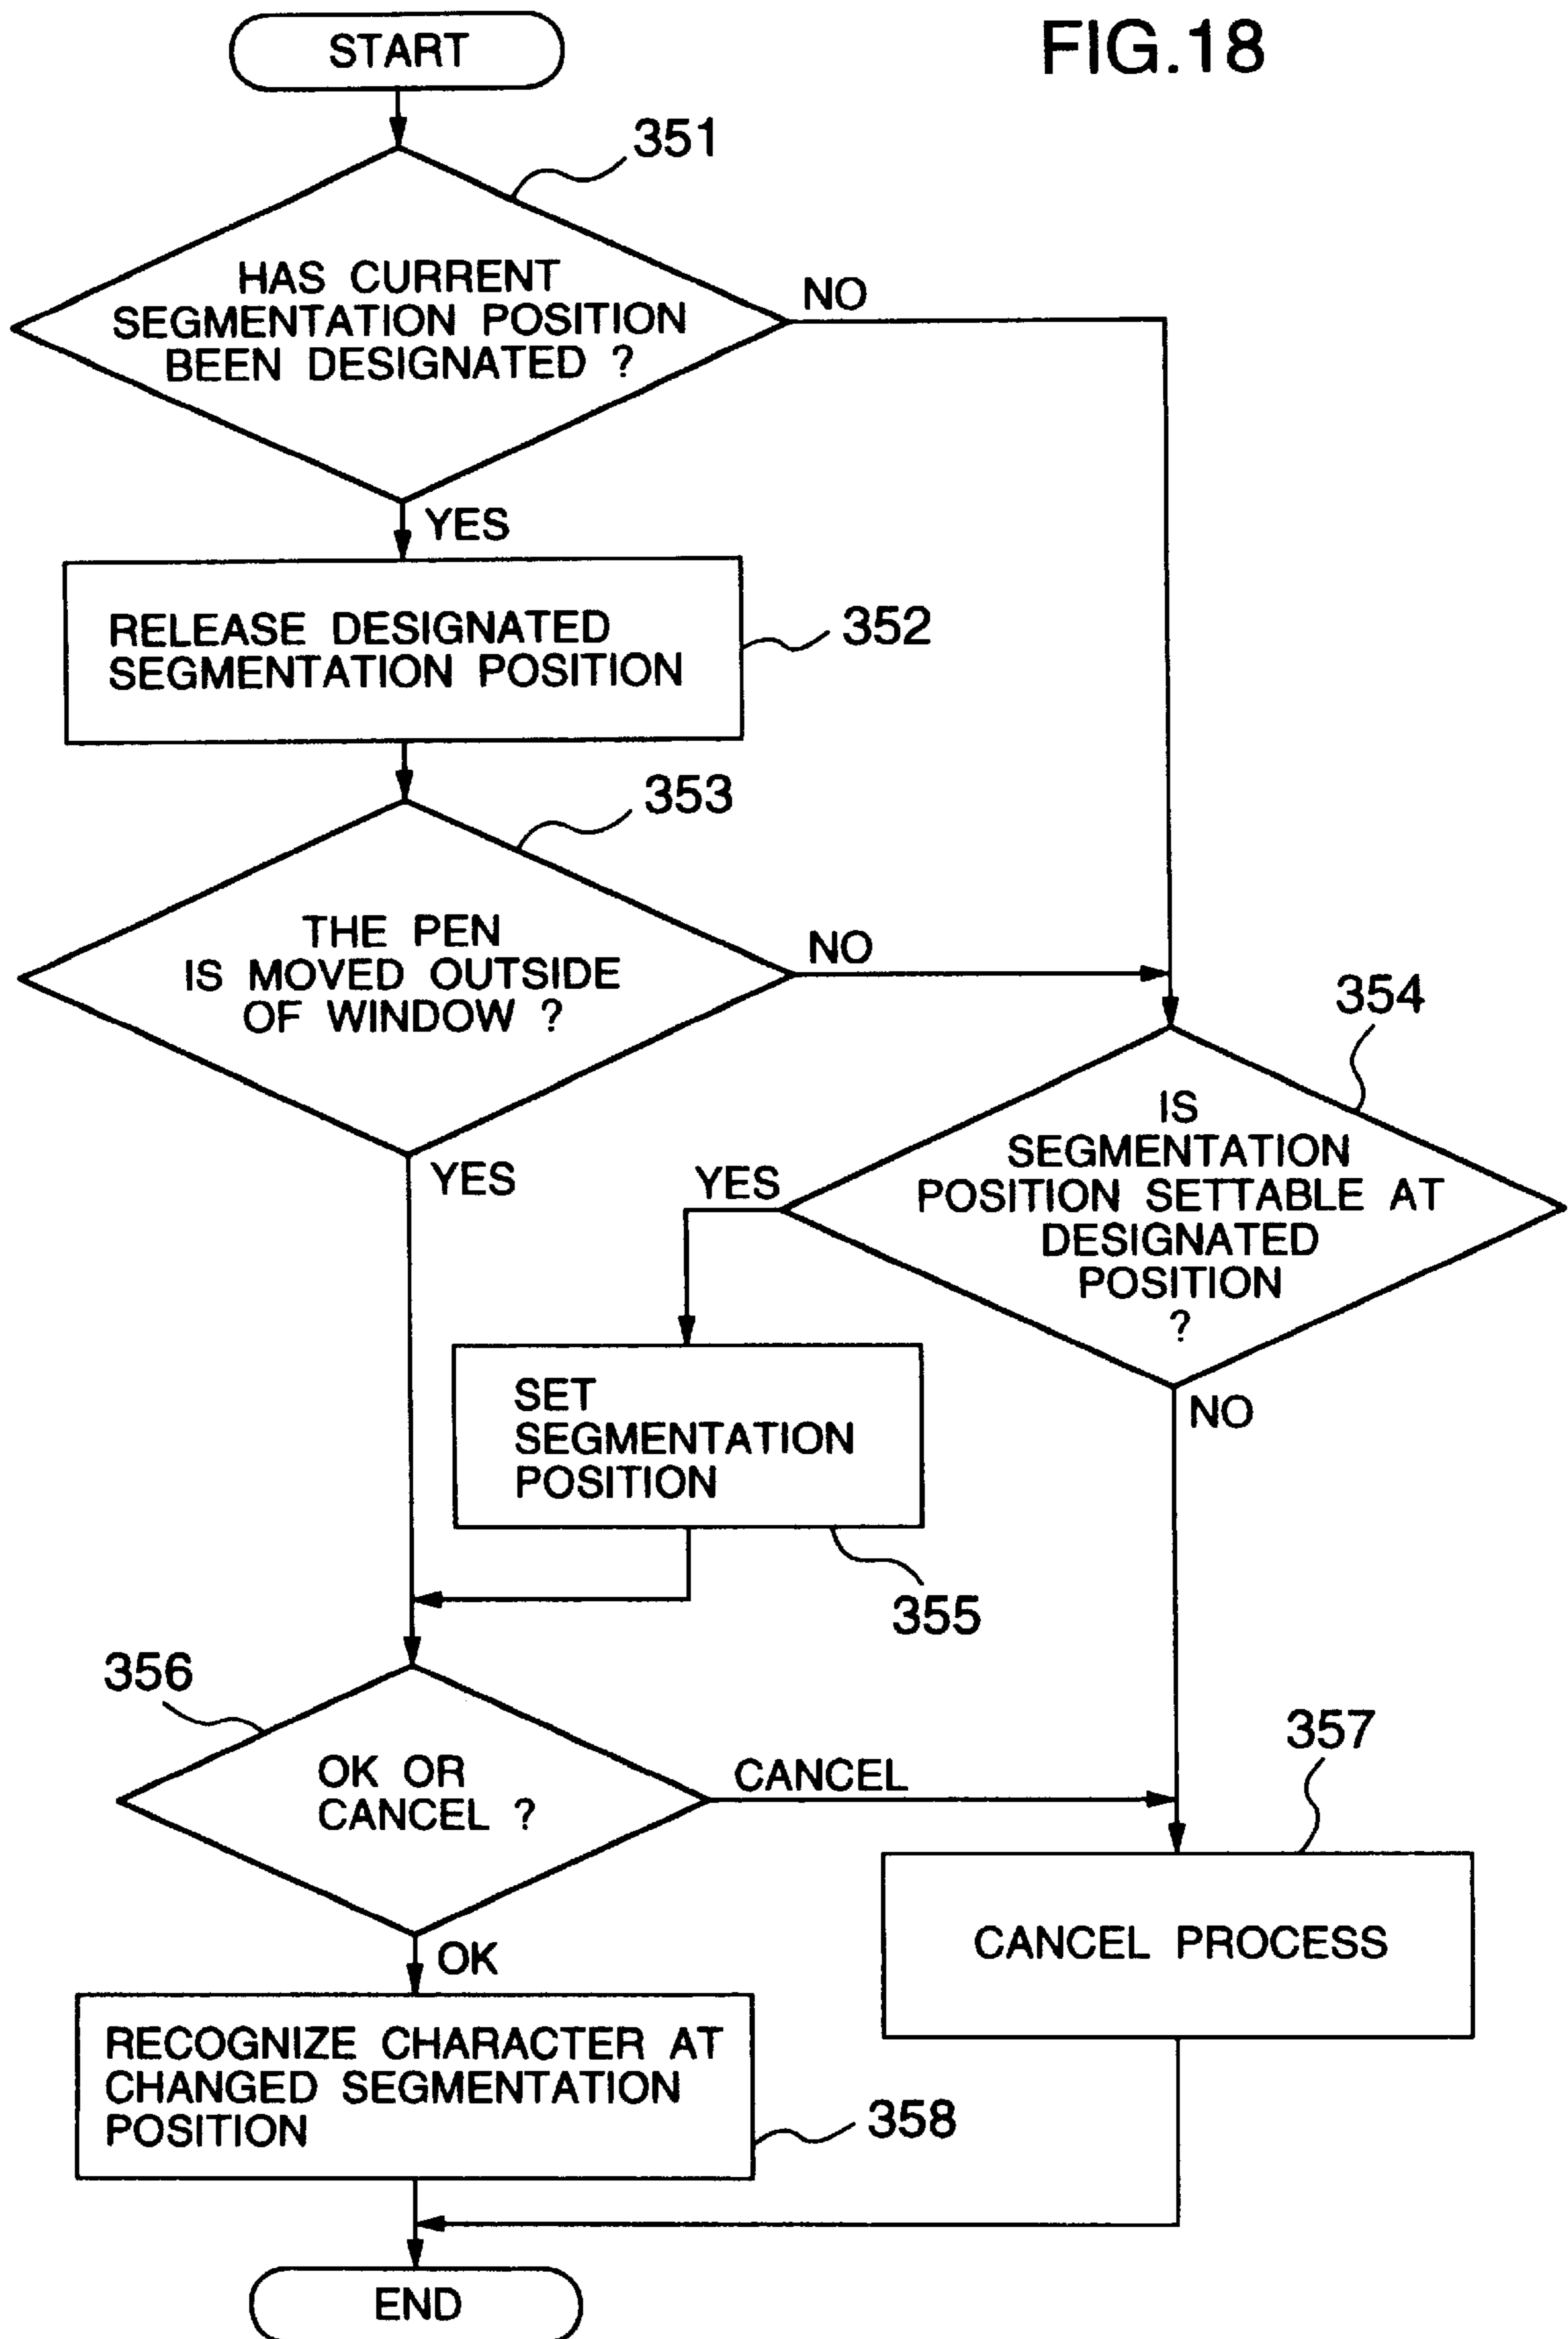 FIG.18
START
351
HAS CURRENT
SEGMENTATION POSITION
BEEN DESIGNATED ?
NO
YES
RELEASE DESIGNATED
SEGMENTATION POSITION
352
353
THE PEN
IS MOVED OUTSIDE
OF WINDOW ?
NO
YES
354
IS
SEGMENTATION
POSITION SETTABLE AT
DESIGNATED
POSITION
?
YES
NO
SET
SEGMENTATION
POSITION
355
356
OK OR
CANCEL ?
CANCEL
OK
357
CANCEL PROCESS
RECOGNIZE CHARACTER AT
CHANGED SEGMENTATION
POSITION
358
END